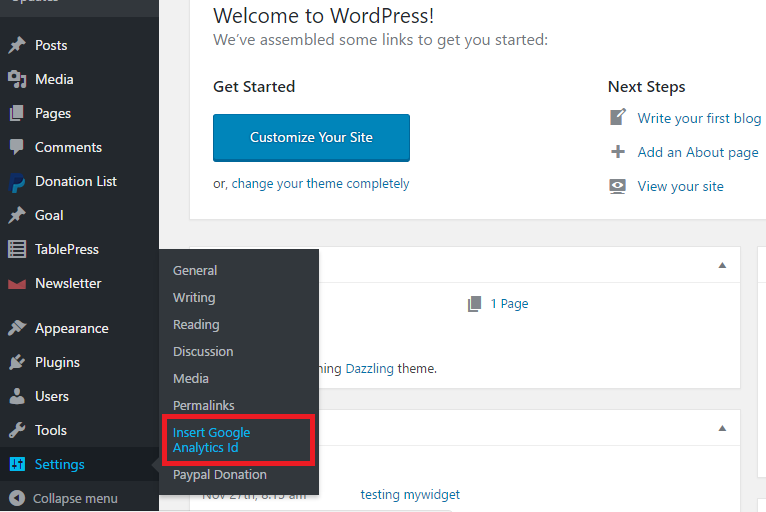 Updates
Posts
Media
Pages
Comments
Donation List
Goal
TablePress
Newsletter
Appearance
Plugins
Users
Tools
Settings
Collapse menu
General
Writing
Reading
Discussion
Media
Permalinks
Insert Google
Analytics Id
Paypal Donation
Welcome to WordPress!
We've assembled some links to get you started:
Get Started
Customize Your Site
or, change your theme completely
Next Steps
Write your first blog
Add an About page
View your site
1 Page
Dazzling theme.
Nov 27th, 8:15 am
testing mywidget